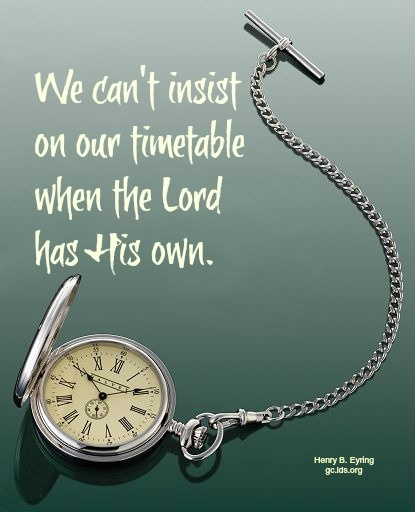 We can't insist
on our timetable
when the Lord
has His own.
Henry B. Eyring
gc.lds.org